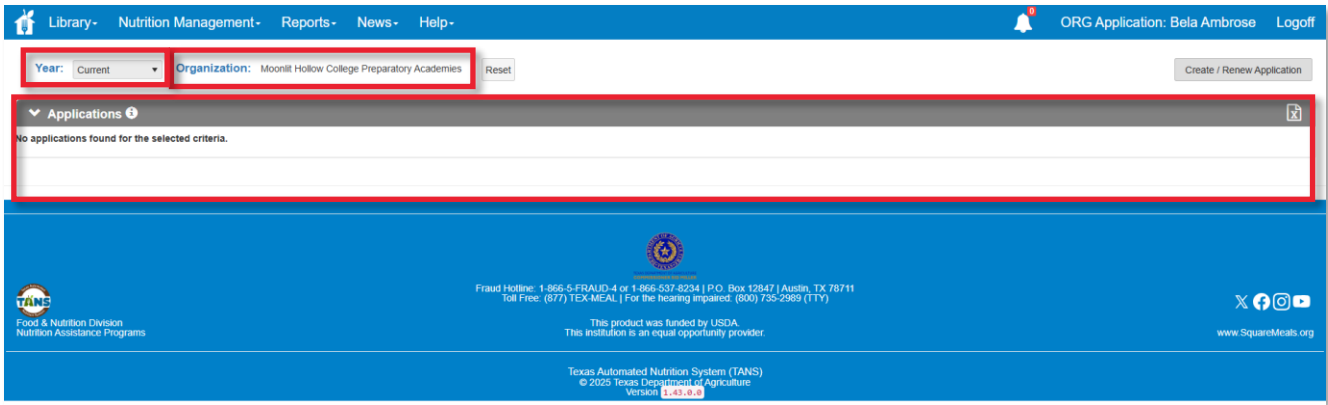 Library Nutrition Management Reports News Help 0 ORG Application: Bela Ambrose Logoff
Year: Current Organization: Moonlit Hollow College Preparatory Academies Reset Create / Renew Application
Applications
No applications found for the selected criteria.
Fraud Hotline: 1-866-5-FRAUD-4 or 1-866-537-8234 | P.O. Box 12847 | Austin, TX 78711
Toll Free: (877) TEX-MEAL | For the hearing impaired: (800) 735-2989 (TTY)
TANS
Food & Nutrition Division
Nutrition Assistance Programs
This product was funded by USDA.
This institution is an equal opportunity provider.
www.SquareMeals.org
Texas Automated Nutrition System (TANS)
© 2025 Texas Department of Agriculture
Version 1.43.0.0